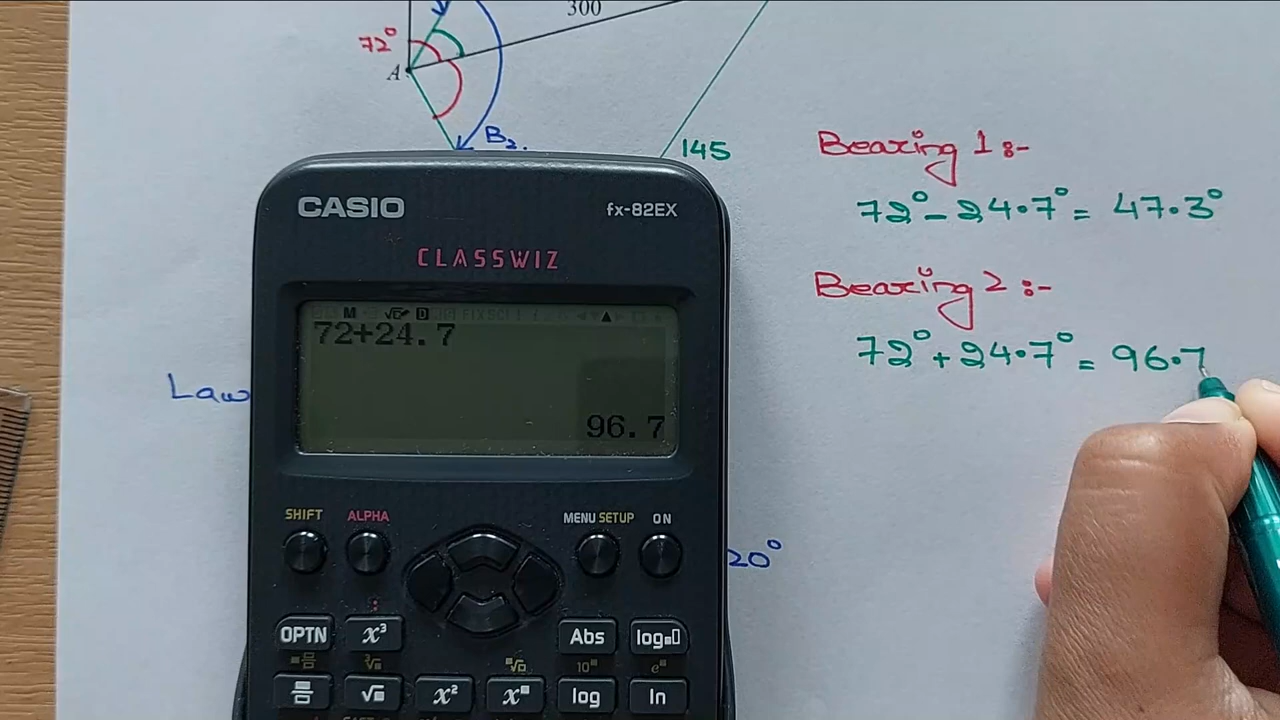 300
72°
A
B2.
145
Bearing 1:-
72° - 24.7° = 47.3°
Bearing 2:-
72° + 24.7° = 96.7
Law
20°
CASIO
fx-82EX
CLASSWIZ
M √ D
72+24.7
96.7
SHIFT ALPHA MENU SETUP ON
OPTN x³ Abs log
10■ e■
√■ x² x■ log ln